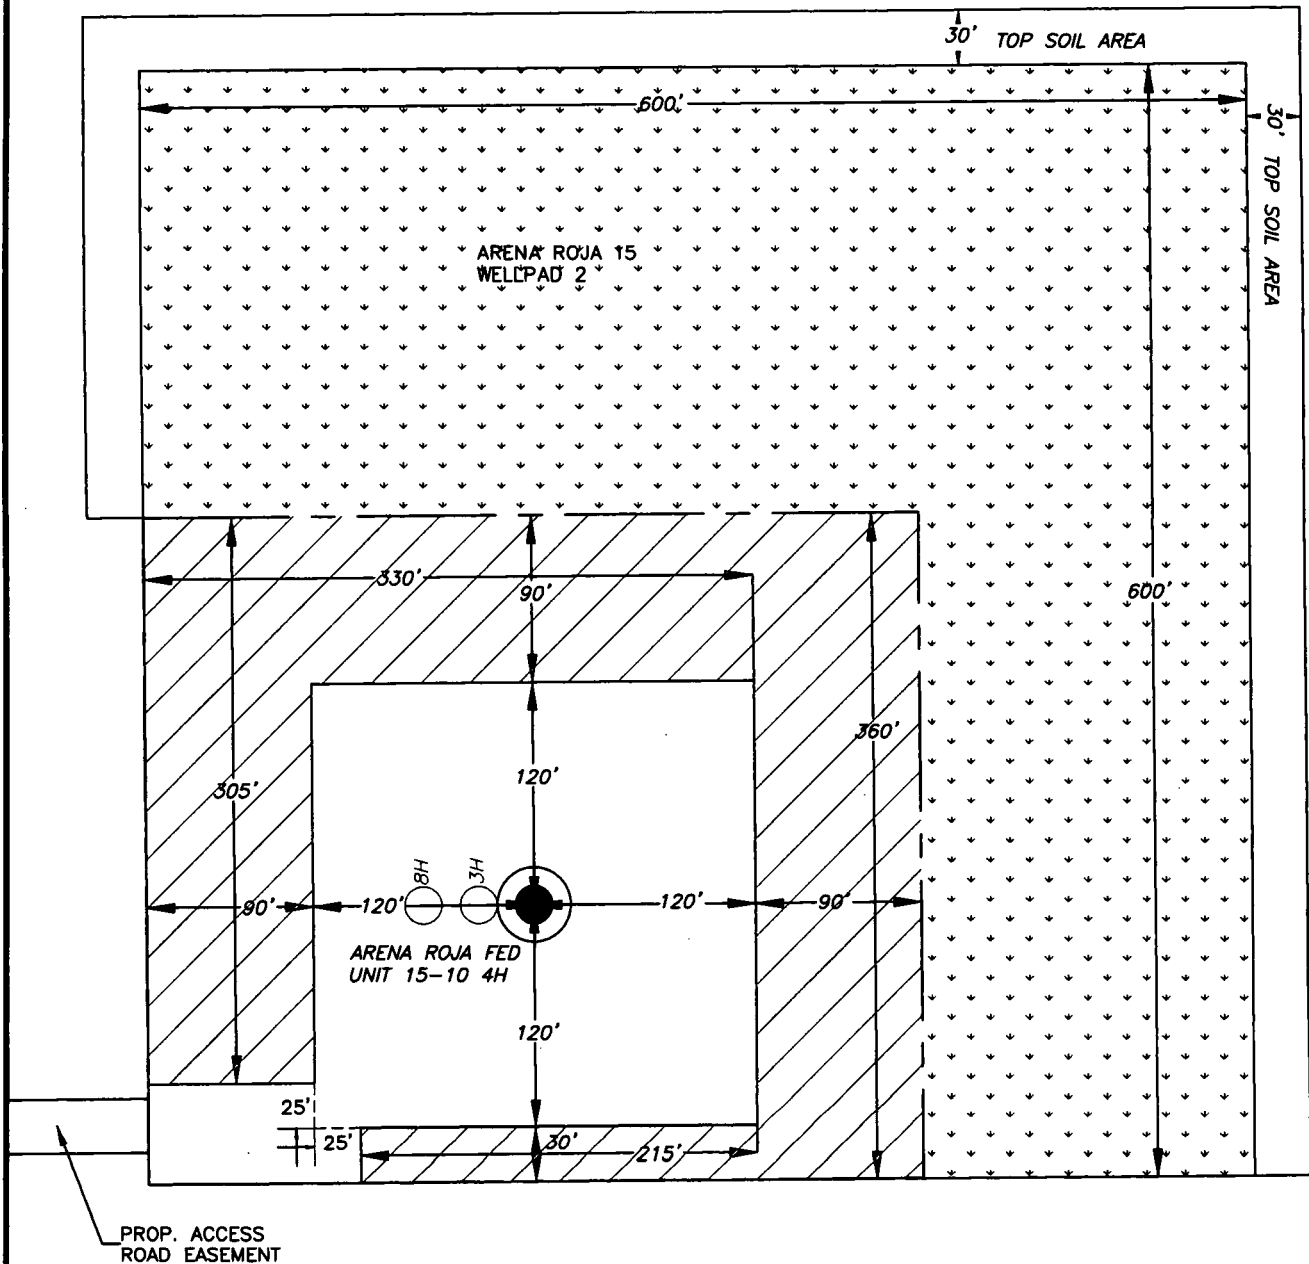 30' TOP SOIL AREA
600'
30' TOP SOIL AREA
ARENA ROJA 15
WELLPAD 2
330'
90'
600'
360'
305'
120'
8H
3H
90'
120'
120'
90'
ARENA ROJA FED
UNIT 15-10 4H
120'
25'
25'
30'
215'
PROP. ACCESS
ROAD EASEMENT